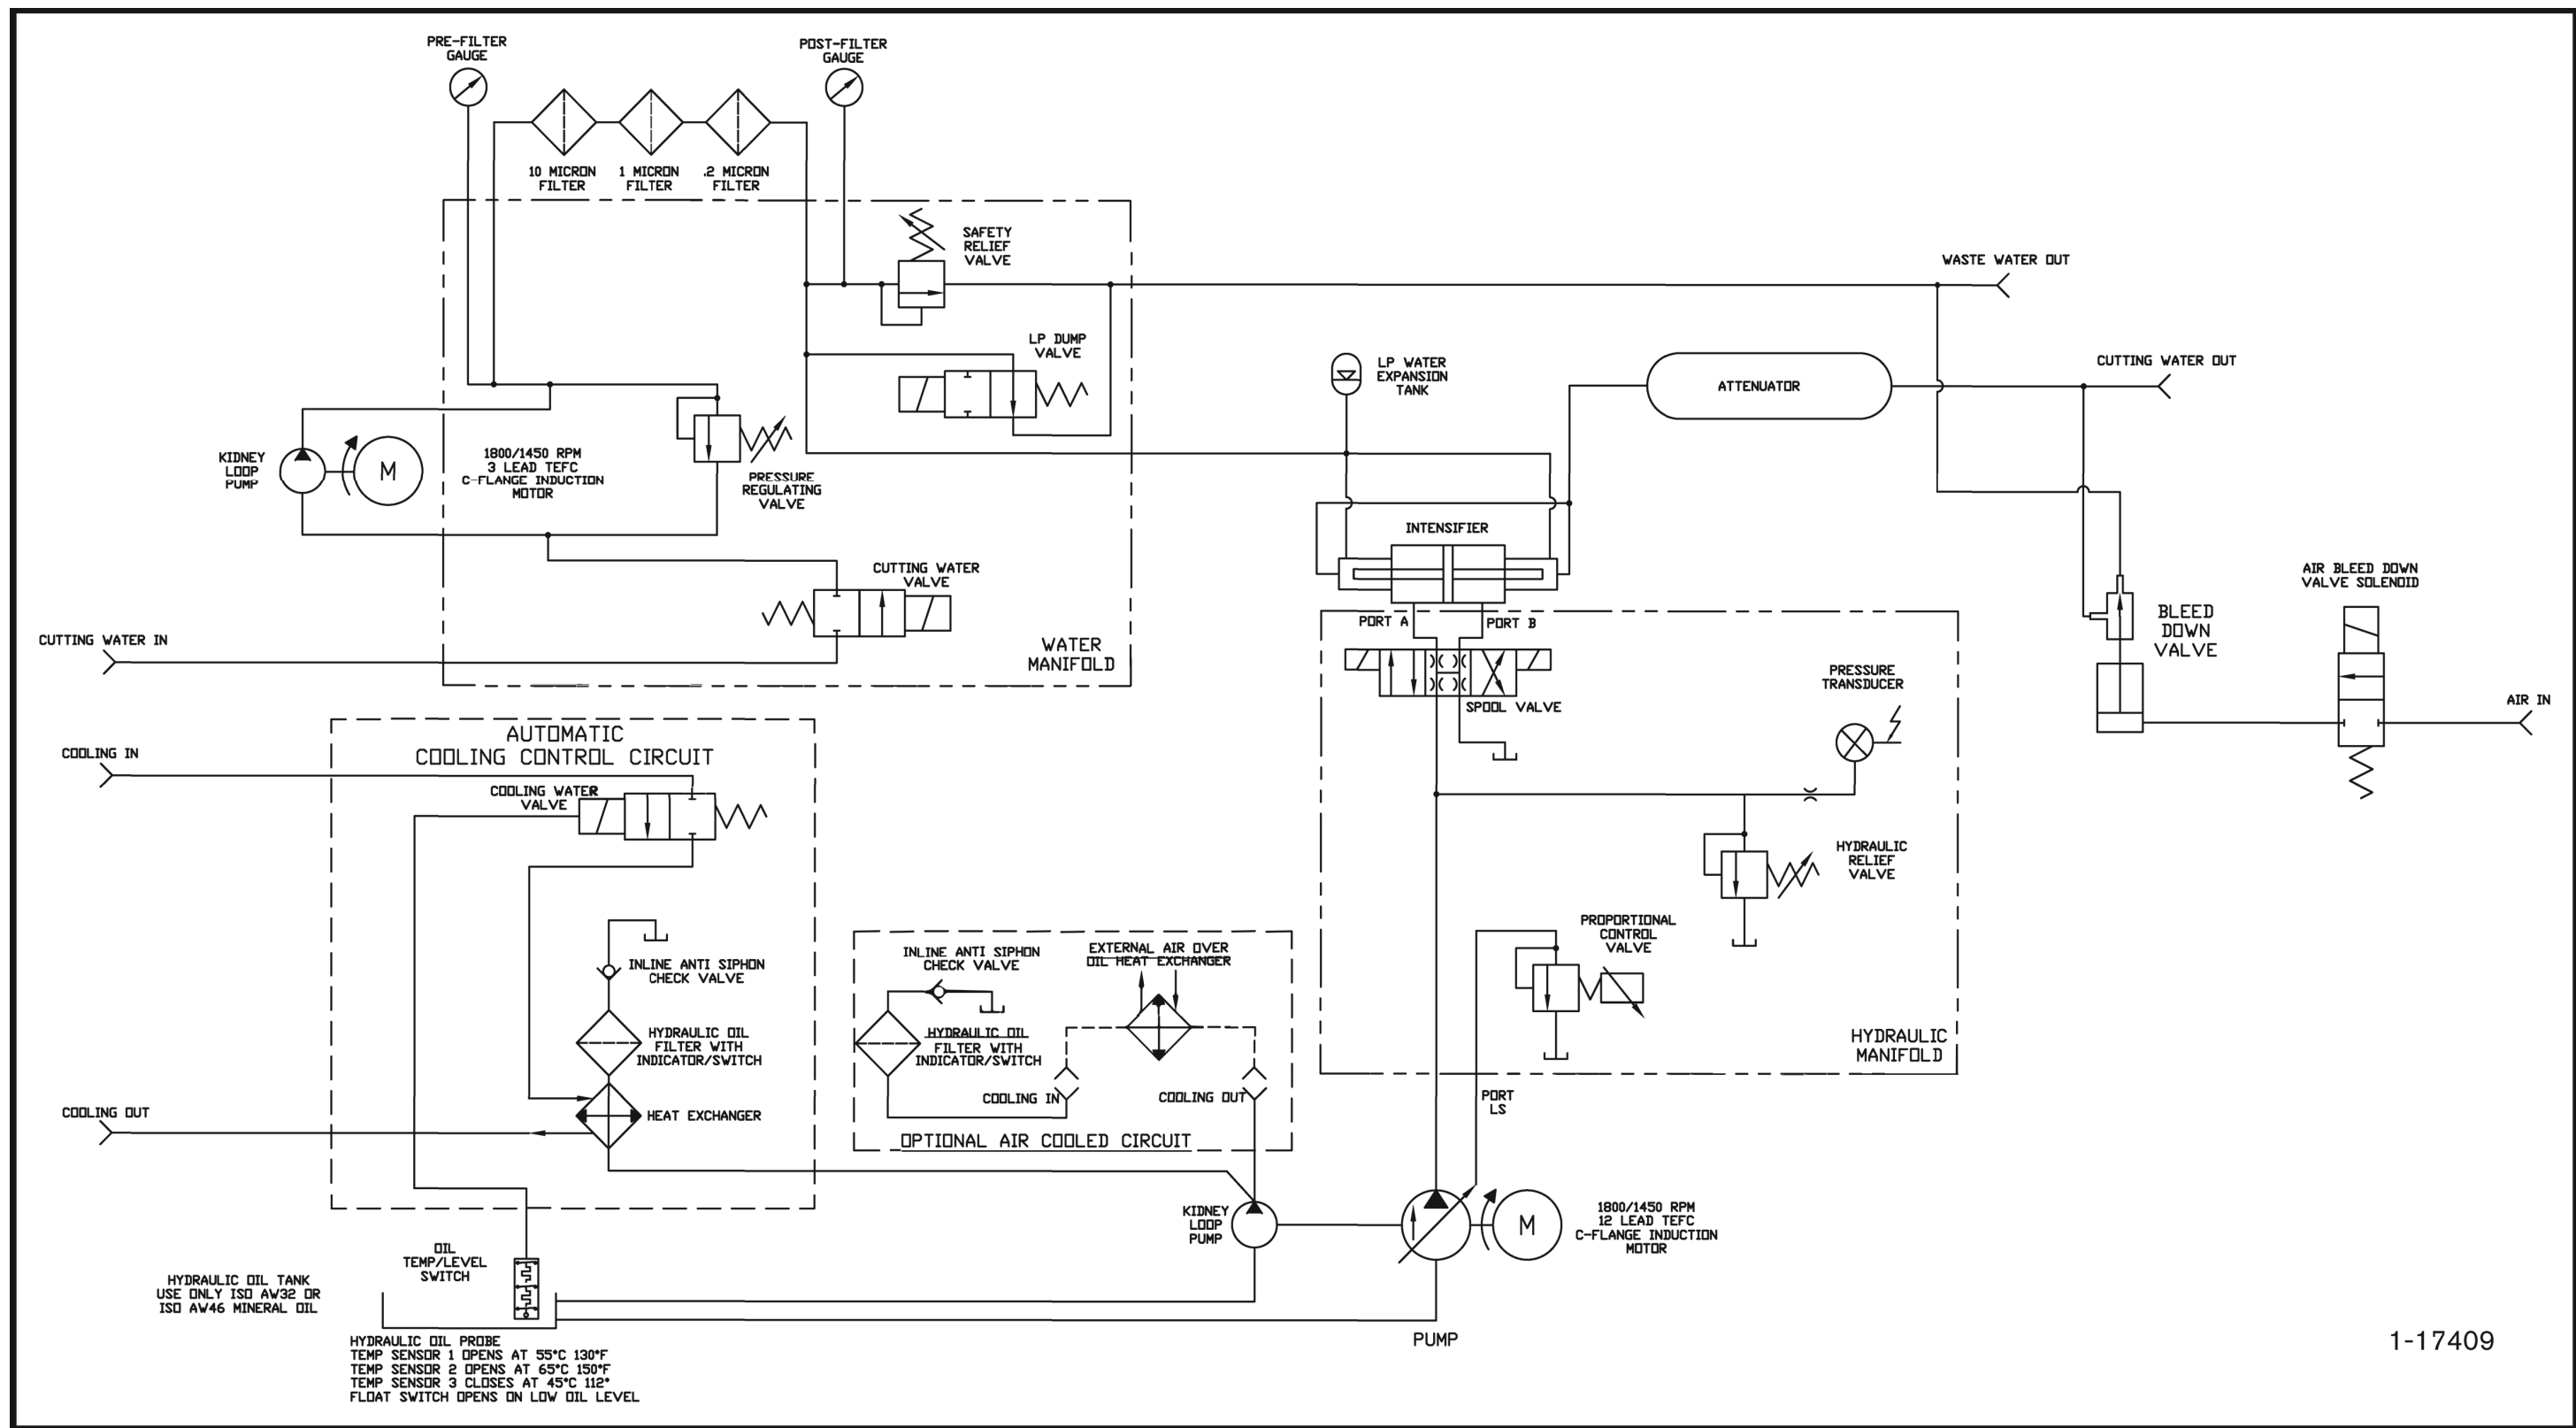 PRE-FILTER
GAUGE
POST-FILTER
GAUGE
10 MICRON
FILTER
1 MICRON
FILTER
.2 MICRON
FILTER
SAFETY
RELIEF
VALVE
WASTE WATER OUT
LP DUMP
VALVE
LP WATER
EXPANSION
TANK
ATTENUATOR
CUTTING WATER OUT
KIDNEY
LOOP
PUMP
M
1800/1450 RPM
3 LEAD TEFC
C-FLANGE INDUCTION
MOTOR
PRESSURE
REGULATING
VALVE
INTENSIFIER
CUTTING WATER
VALVE
AIR BLEED DOWN
VALVE SOLENOID
CUTTING WATER IN
WATER
MANIFOLD
PORT A
PORT B
BLEED
DOWN
VALVE
SPOOL VALVE
PRESSURE
TRANSDUCER
AIR IN
AUTOMATIC
COOLING CONTROL CIRCUIT
COOLING IN
COOLING WATER
VALVE
HYDRAULIC
RELIEF
VALVE
PROPORTIONAL
CONTROL
VALVE
INLINE ANTI SIPHON
CHECK VALVE
INLINE ANTI SIPHON
CHECK VALVE
EXTERNAL AIR OVER
OIL HEAT EXCHANGER
HYDRAULIC OIL
FILTER WITH
INDICATOR/SWITCH
HYDRAULIC OIL
FILTER WITH
INDICATOR/SWITCH
HYDRAULIC
MANIFOLD
COOLING IN
COOLING OUT
PORT
LS
COOLING OUT
HEAT EXCHANGER
OPTIONAL AIR COOLED CIRCUIT
KIDNEY
LOOP
PUMP
M
1800/1450 RPM
12 LEAD TEFC
C-FLANGE INDUCTION
MOTOR
OIL
TEMP/LEVEL
SWITCH
HYDRAULIC OIL TANK
USE ONLY ISO AW32 OR
ISO AW46 MINERAL OIL
PUMP
HYDRAULIC OIL PROBE
TEMP SENSOR 1 OPENS AT 55°C 130°F
TEMP SENSOR 2 OPENS AT 65°C 150°F
TEMP SENSOR 3 CLOSES AT 45°C 112°
FLOAT SWITCH OPENS ON LOW OIL LEVEL
1-17409